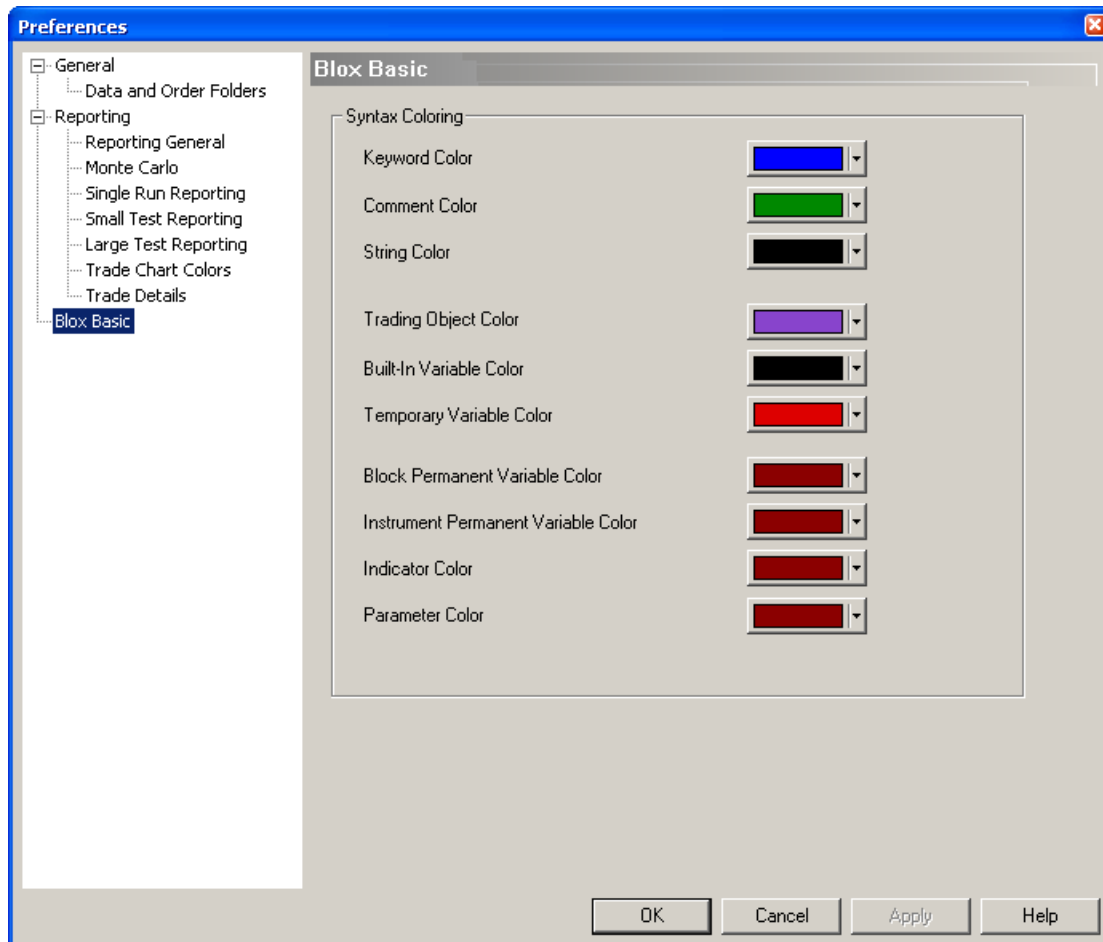 Preferences
General
Data and Order Folders
Reporting
Reporting General
Monte Carlo
Single Run Reporting
Small Test Reporting
Large Test Reporting
Trade Chart Colors
Trade Details
Blox Basic
Blox Basic
Syntax Coloring
Keyword Color
Comment Color
String Color
Trading Object Color
Built-In Variable Color
Temporary Variable Color
Block Permanent Variable Color
Instrument Permanent Variable Color
Indicator Color
Parameter Color
OK Cancel Apply Help